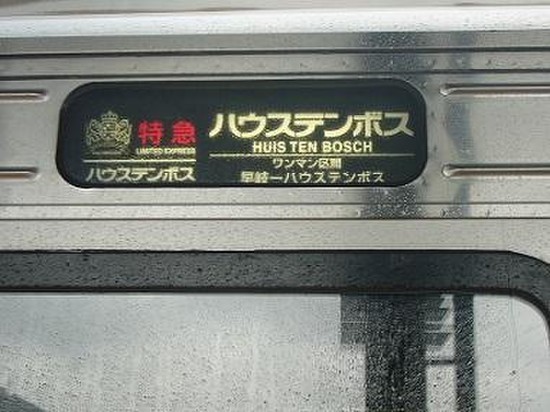 特急
LIMITED EXPRESS
ハウステンボス
ハウステンボス
HUIS TEN BOSCH
ワンマン区間
早岐ーハウステンボス